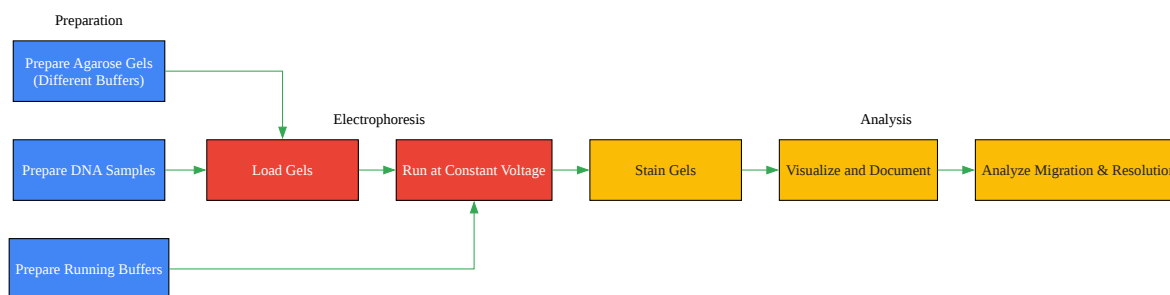 Preparation
Prepare Agarose Gels
(Different Buffers)
Electrophoresis
Analysis
Prepare DNA Samples
Load Gels
Run at Constant Voltage
Stain Gels
Visualize and Document
Analyze Migration & Resolution
Prepare Running Buffers